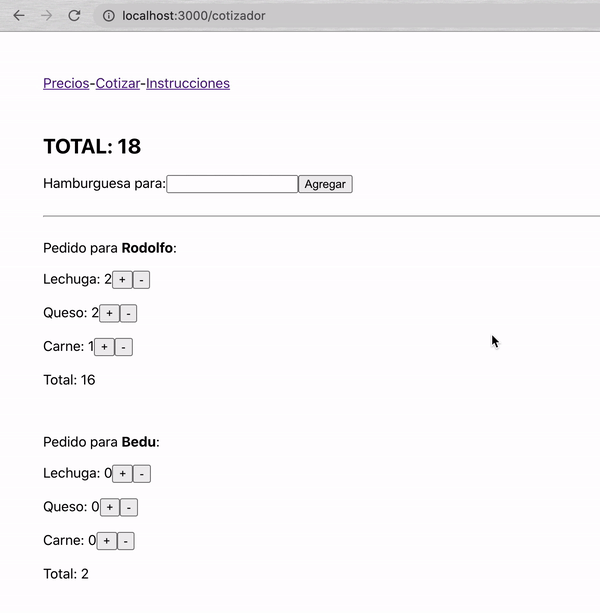 localhost:3000/cotizador
Precios-Cotizar-Instrucciones
TOTAL: 18
Hamburguesa para: Agregar
Pedido para Rodolfo:
Lechuga: 2 + -
Queso: 2 + -
Carne: 1 + -
Total: 16
Pedido para Bedu:
Lechuga: 0 + -
Queso: 0 + -
Carne: 0 + -
Total: 2